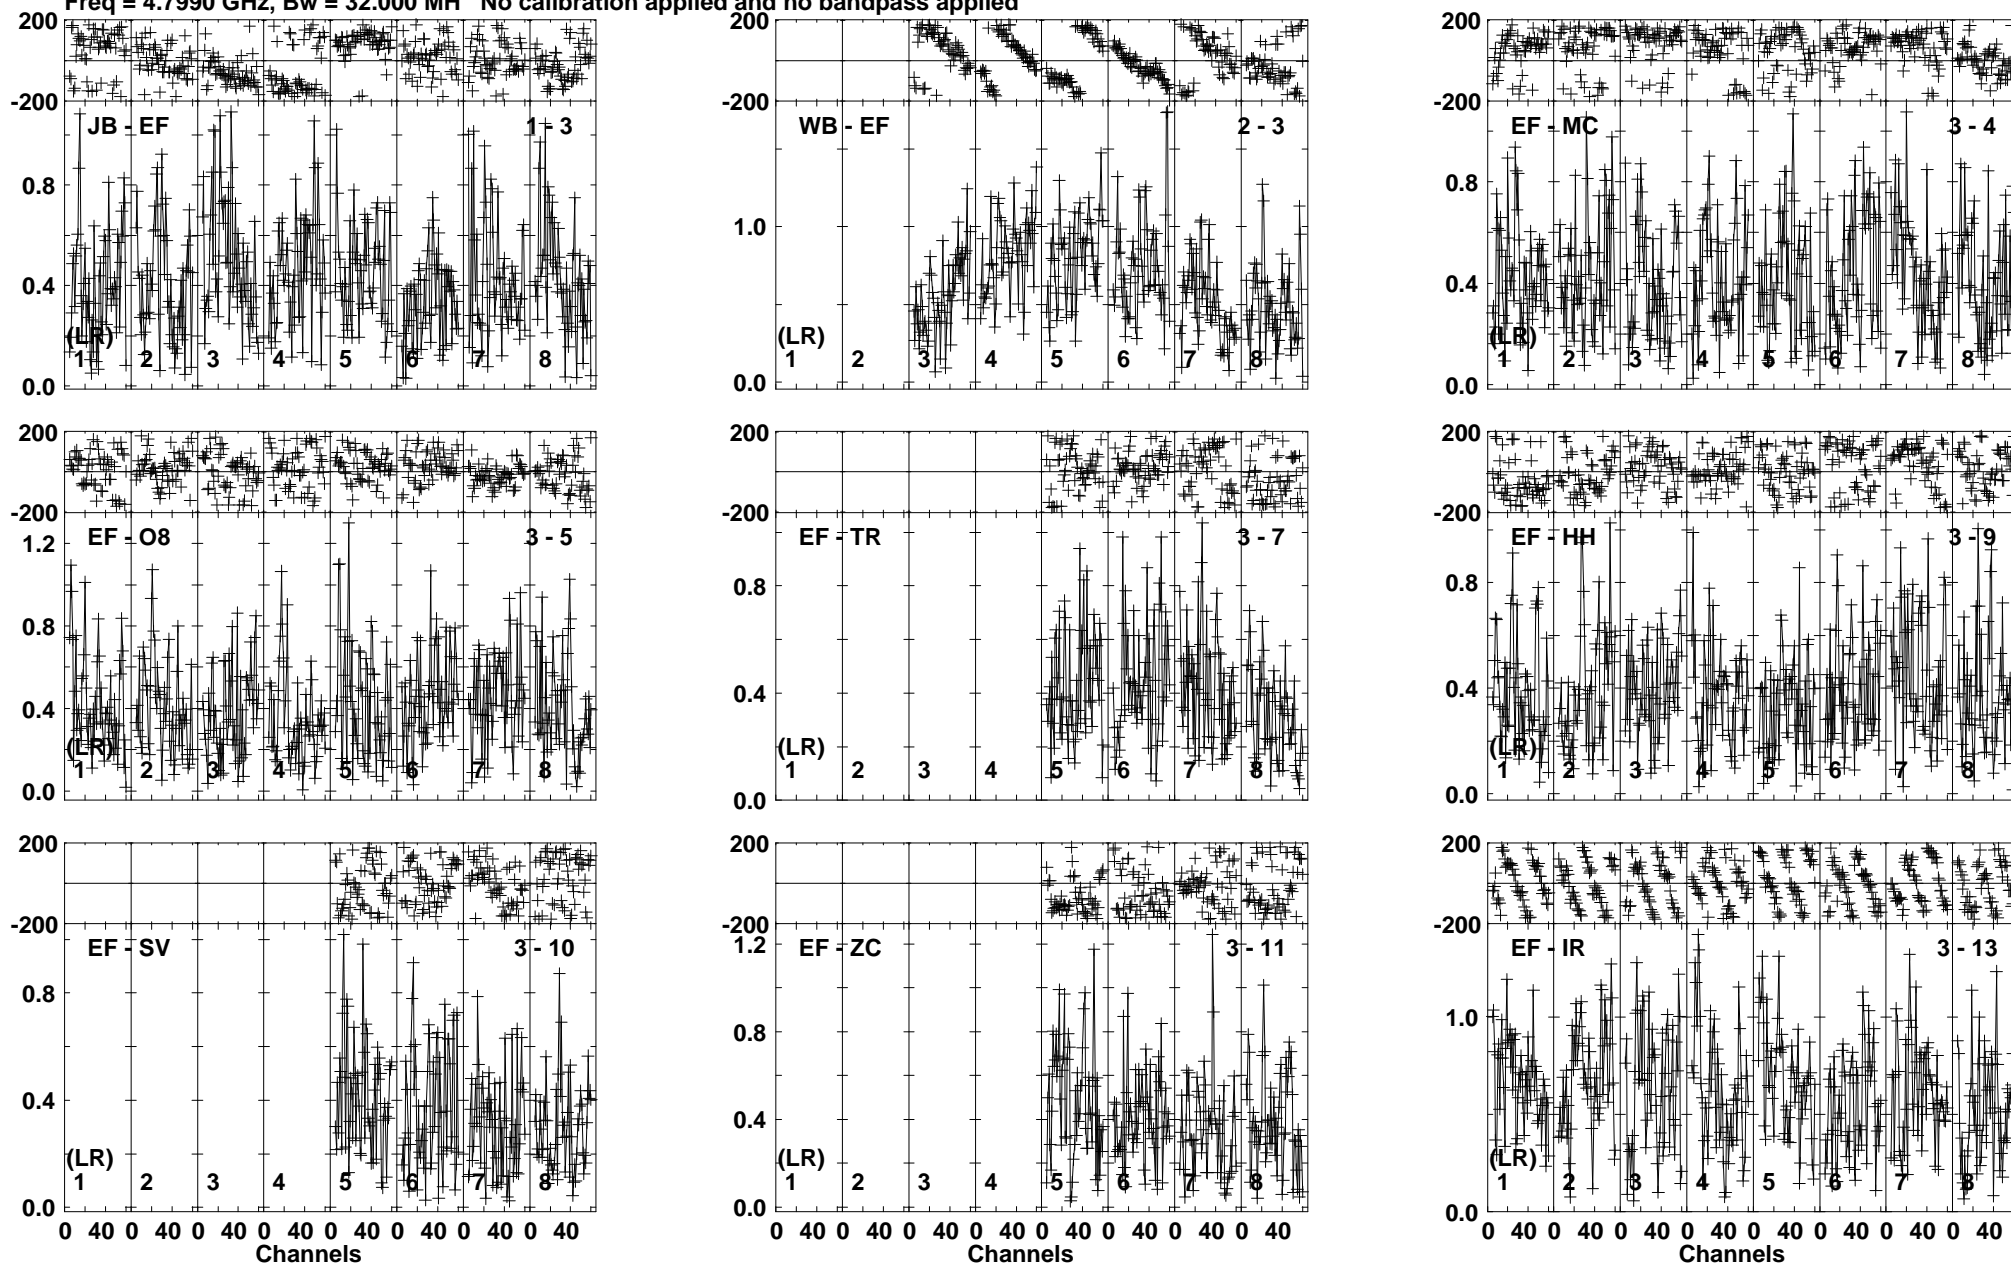 Freq = 4.7990 GHz, Bw = 32.000 MH No calibration applied and no bandpass applied
200 200 200
-200 -200 -200
JB - EF 1 - 3 WB - EF 2 - 3 EF - MC 3 - 4
0.8 1.0 0.8
0.4 0.4
(LR) (LR) (LR)
1 2 3 4 5 6 7 8 1 2 3 4 5 6 7 8 1 2 3 4 5 6 7 8
0.0 0.0 0.0
200 200 200
-200 -200 -200
EF - O8 3 - 5 EF - TR 3 - 7 EF - HH 3 - 9
1.2
0.8 0.8 0.8
0.4 0.4 0.4
(LR) (LR) (LR)
1 2 3 4 5 6 7 8 1 2 3 4 5 6 7 8 1 2 3 4 5 6 7 8
0.0 0.0 0.0
200 200 200
-200 -200 -200
EF - SV 3 - 10 EF - ZC 3 - 11 EF - IR 3 - 13
1.2
0.8 0.8 1.0
0.4 0.4
(LR) (LR) (LR)
1 2 3 4 5 6 7 8 1 2 3 4 5 6 7 8 1 2 3 4 5 6 7 8
0.0 0.0 0.0
0 40 0 40 0 40 0 40 0 40 0 40 0 40 0 40 0 40 0 40 0 40 0 40 0 40 0 40 0 40 0 40 0 40 0 40 0 40 0 40 0 40 0 40 0 40 0 40
Channels Channels Channels